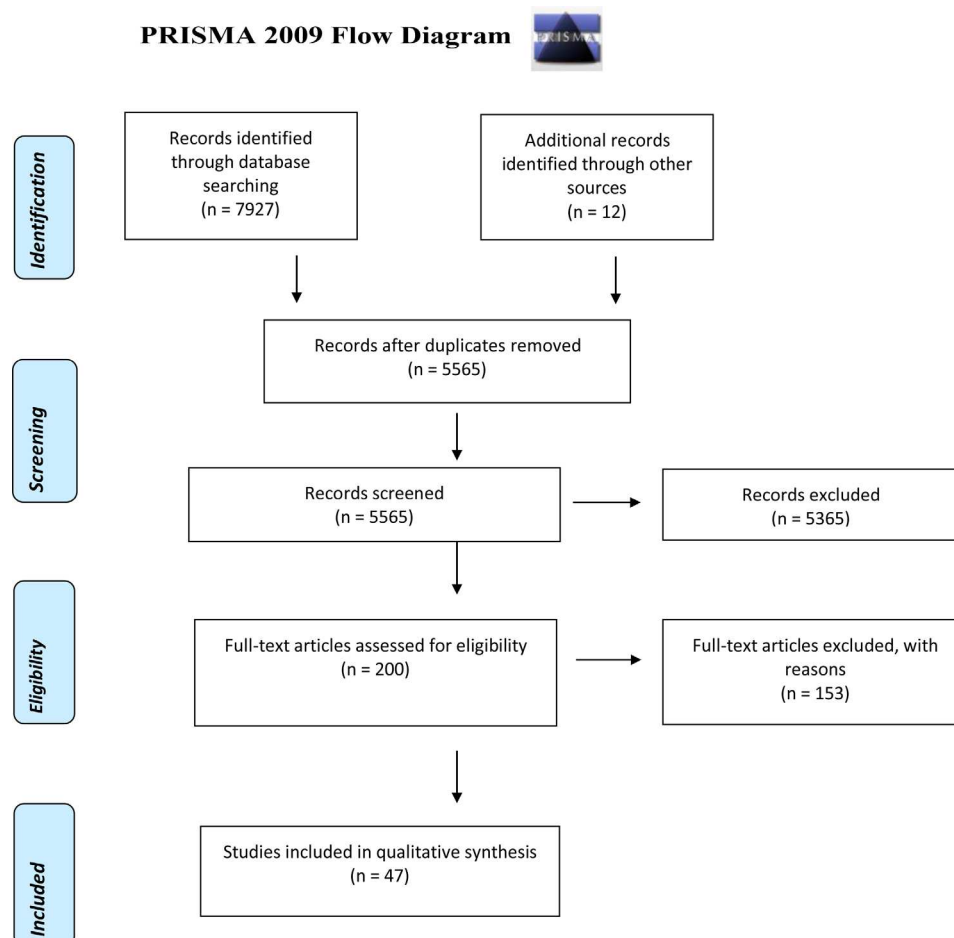 PRISMA 2009 Flow Diagram
PRISMA
Identification
Records identified
through database
searching
(n = 7927)
Additional records
identified through other
sources
(n = 12)
Records after duplicates removed
(n = 5565)
Screening
Records screened
(n = 5565)
Records excluded
(n = 5365)
Eligibility
Full-text articles assessed for eligibility
(n = 200)
Full-text articles excluded, with
reasons
(n = 153)
Included
Studies included in qualitative synthesis
(n = 47)